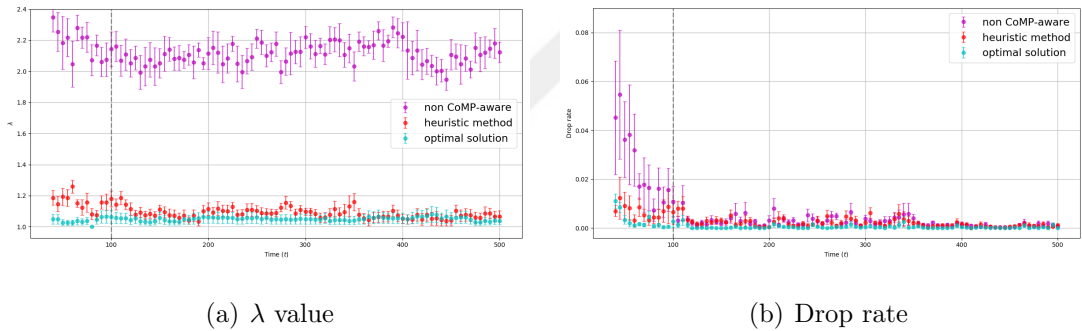 2.4
2.2
2.0
1.8
1.6
1.4
1.2
1.0
λ
non CoMP-aware
heuristic method
optimal solution
100
200
300
400
500
Time (t)
(a) λ value
0.08
0.06
0.04
0.02
0.00
Drop rate
non CoMP-aware
heuristic method
optimal solution
100
200
300
400
500
Time (t)
(b) Drop rate